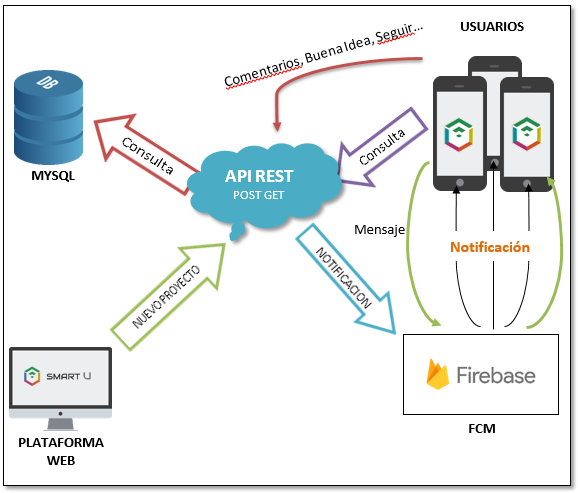 USUARIOS
Comentarios, Buena Idea, Seguir...
DB
MYSQL
Consulta
Consulta
API REST
POST GET
Mensaje
Notificación
NUEVO PROYECTO
NOTIFICACION
SMART U
Firebase
PLATAFORMA
WEB
FCM